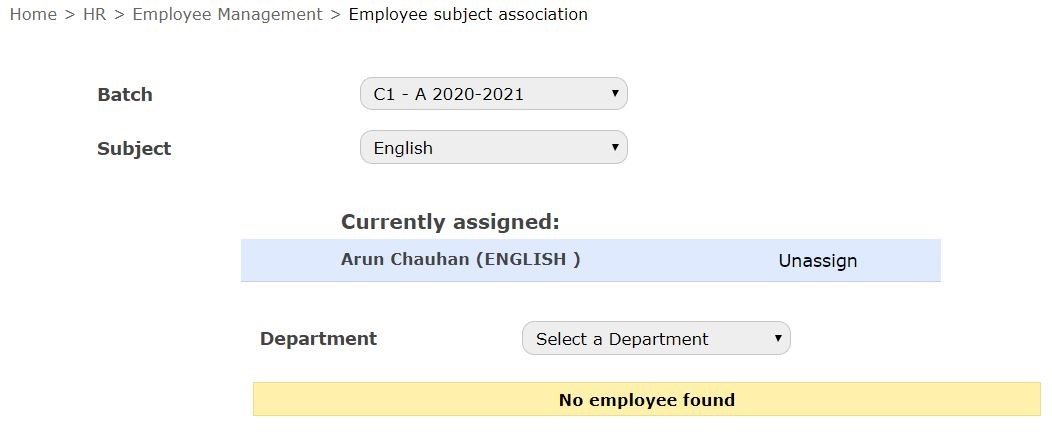 Home > HR > Employee Management > Employee subject association
Batch C1 - A 2020-2021
Subject English
Currently assigned:
Arun Chauhan (ENGLISH ) Unassign
Department Select a Department
No employee found